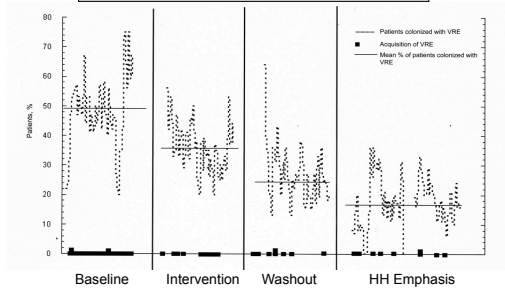 80
70
60
50
40
30
20
10
0
Patients, %
Patients colonized with VRE
Acquisition of VRE
Mean % of patients colonized with
VRE
Baseline
Intervention
Washout
HH Emphasis